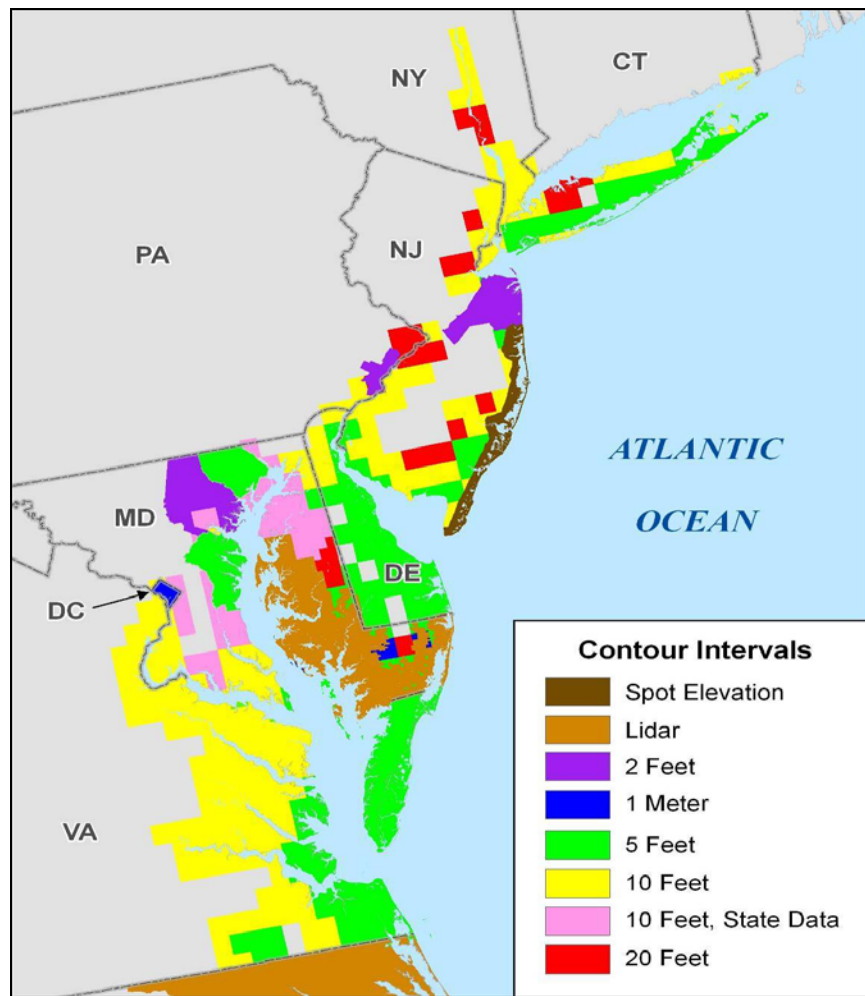 NY
CT
PA
NJ
ATLANTIC
OCEAN
MD
DE
DC
VA
Contour Intervals
Spot Elevation
Lidar
2 Feet
1 Meter
5 Feet
10 Feet
10 Feet, State Data
20 Feet